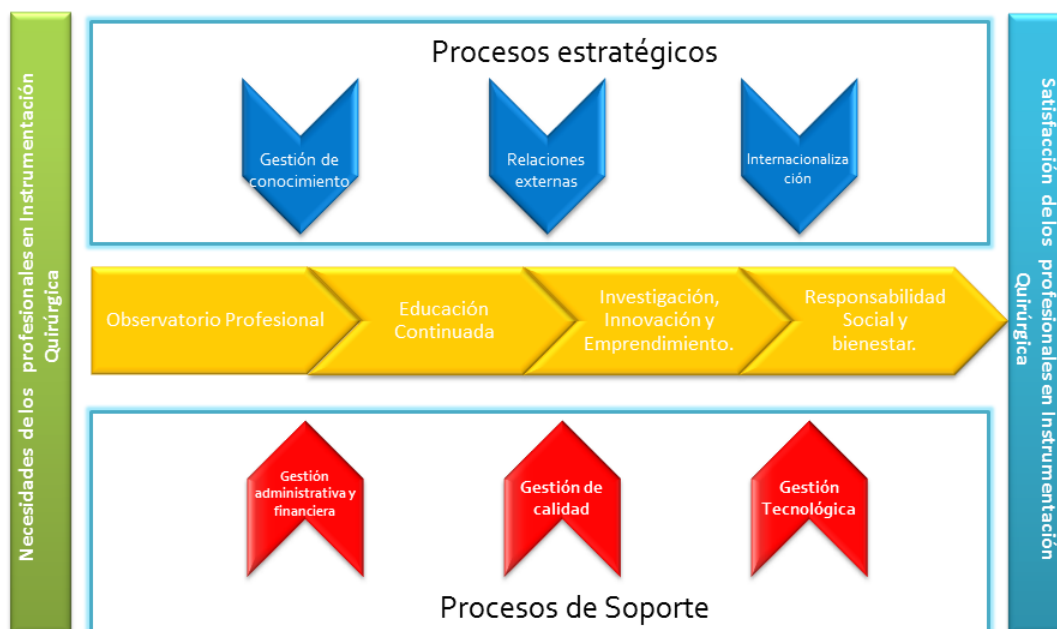 Necesidades de los profesionales en Instrumentación
Quirúrgica
Procesos estratégicos
Gestión de
conocimiento
Relaciones
externas
Internacionaliza
ción
Observatorio Profesional
Educación
Continuada
Investigación,
Innovación y
Emprendimiento.
Responsabilidad
Social y
bienestar.
Gestión
administrativa y
financiera
Gestión de
calidad
Gestión
Tecnológica
Procesos de Soporte
Satisfacción de los profesionales en Instrumentación
Quirúrgica